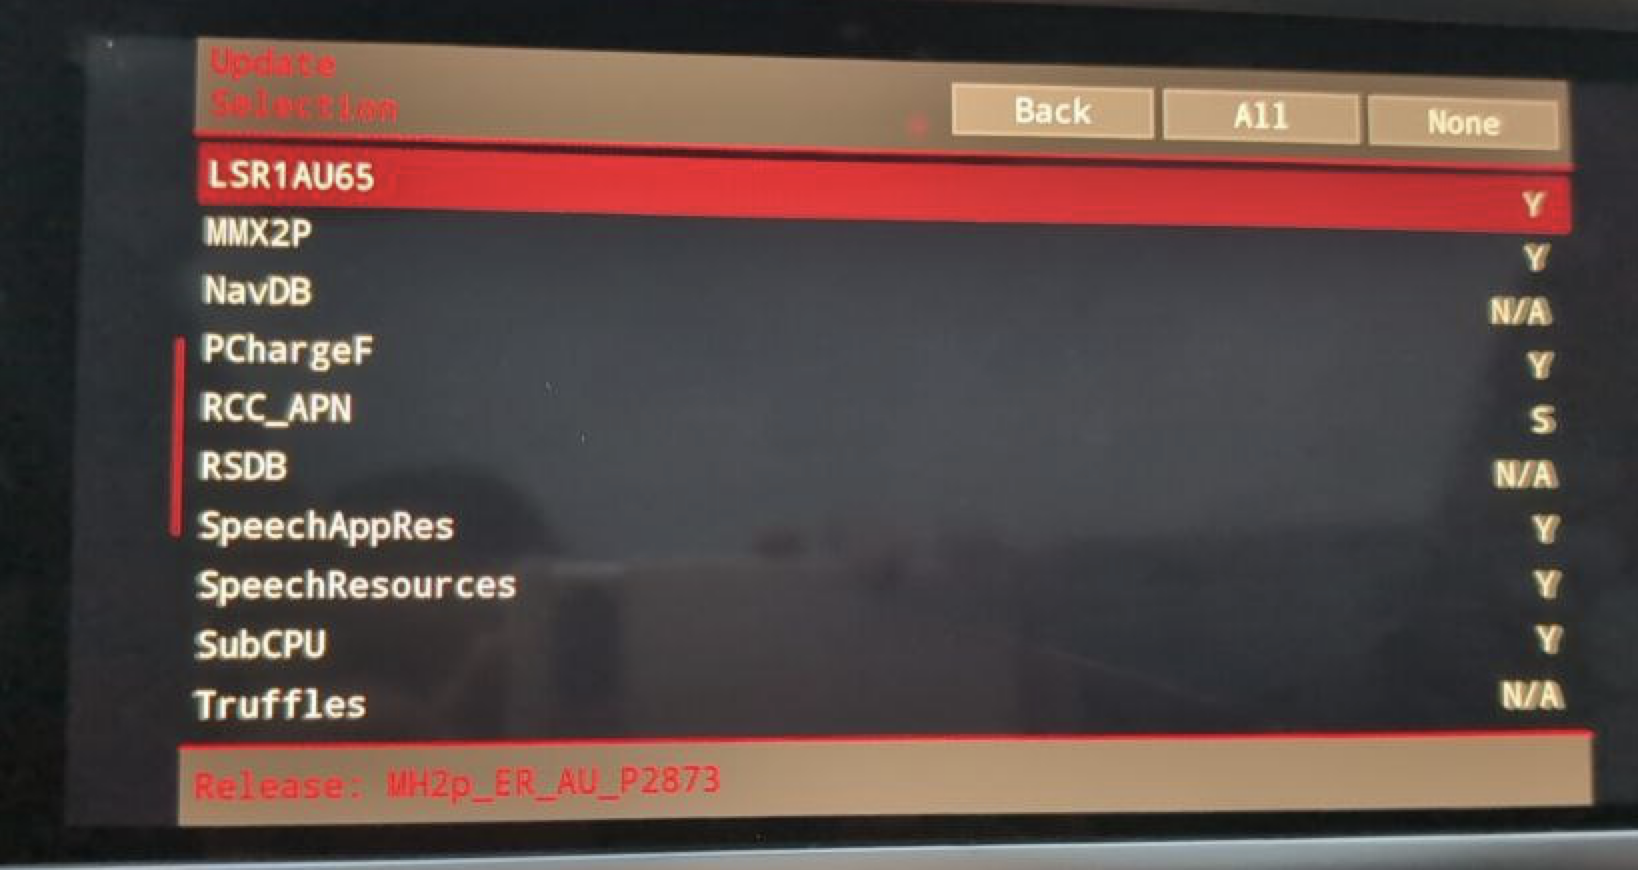 Update
Selection
Back All None
LSR1AU65 Y
MMX2P Y
NavDB N/A
PChargeF Y
RCC_APN S
RSDB N/A
SpeechAppRes Y
SpeechResources Y
SubCPU Y
Truffles N/A
Release: MH2p_ER_AU_P2873